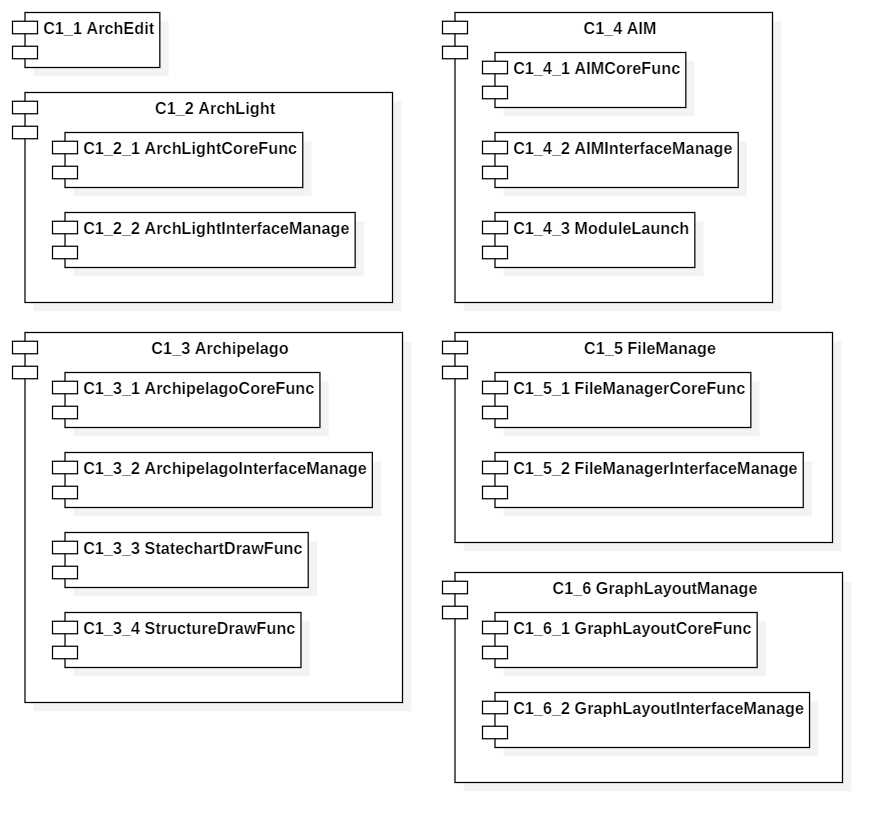 C1_1 ArchEdit
C1_2 ArchLight
C1_2_1 ArchLightCoreFunc
C1_2_2 ArchLightInterfaceManage
C1_3 Archipelago
C1_3_1 ArchipelagoCoreFunc
C1_3_2 ArchipelagoInterfaceManage
C1_3_3 StatechartDrawFunc
C1_3_4 StructureDrawFunc
C1_4 AIM
C1_4_1 AIMCoreFunc
C1_4_2 AIMInterfaceManage
C1_4_3 ModuleLaunch
C1_5 FileManage
C1_5_1 FileManagerCoreFunc
C1_5_2 FileManagerInterfaceManage
C1_6 GraphLayoutManage
C1_6_1 GraphLayoutCoreFunc
C1_6_2 GraphLayoutInterfaceManage